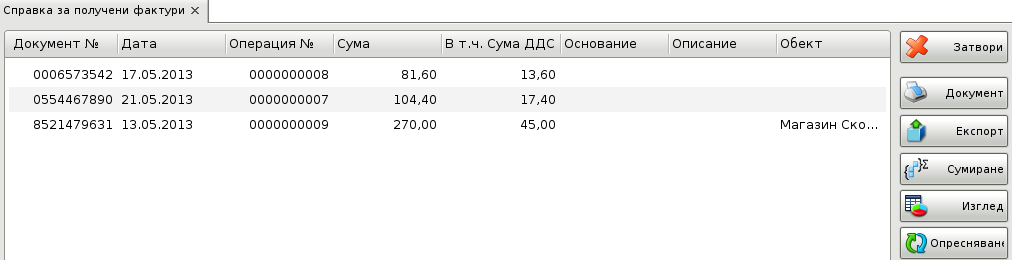 Справка за получени фактури ×
Документ № Дата Операция № Сума В т.ч. Сума ДДС Основание Описание Обект
0006573542 17.05.2013 0000000008 81,60 13,60
0554467890 21.05.2013 0000000007 104,40 17,40
8521479631 13.05.2013 0000000009 270,00 45,00 Магазин Ско...
Затвори
Документ
Експорт
Сумиране
Изглед
Опресняване